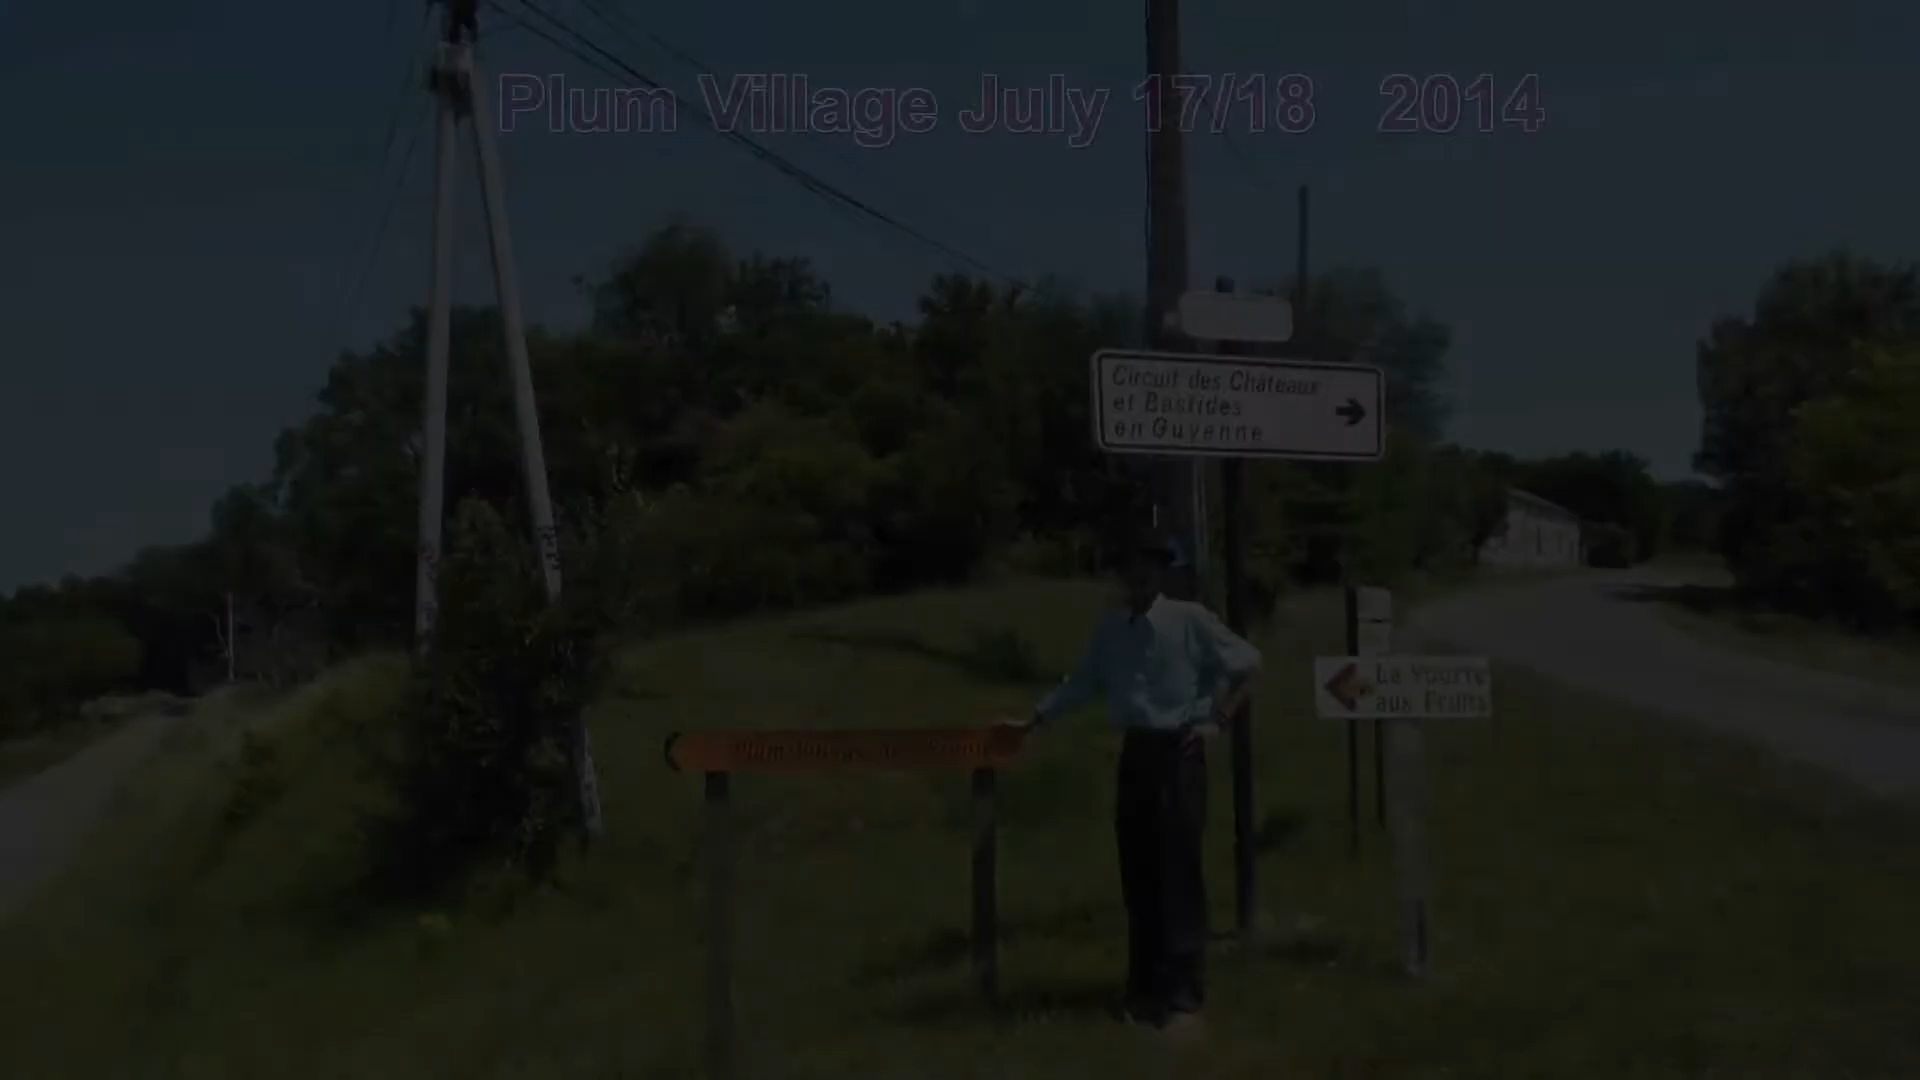 Plum Village July 17/18 2014
Circuit des Châteaux
et Bastides
en Guyenne
La Yourte
aux Fruits